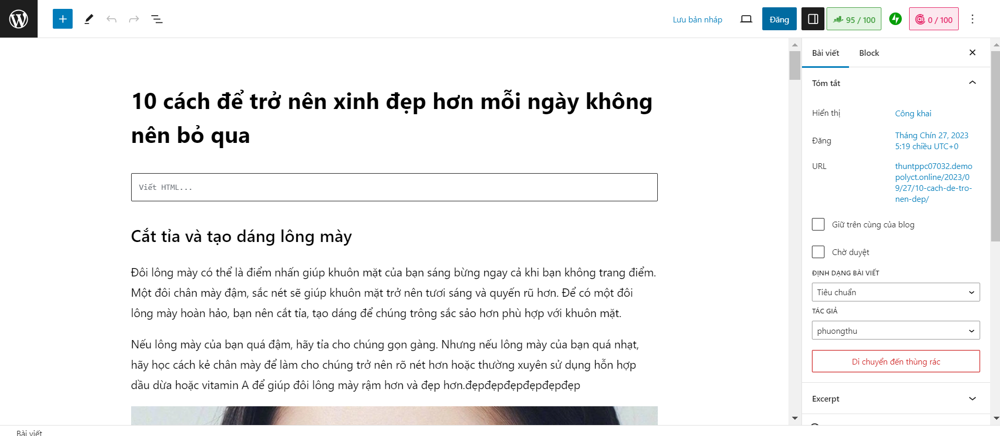 Lưu bản nháp
Đăng
95 / 100
0 / 100
10 cách để trở nên xinh đẹp hơn mỗi ngày không
nên bỏ qua
Viết HTML...
Cắt tỉa và tạo dáng lông mày
Đôi lông mày có thể là điểm nhấn giúp khuôn mặt của bạn sáng bừng ngay cả khi bạn không trang điểm.
Một đôi chân mày đậm, sắc nét sẽ giúp khuôn mặt trở nên tươi sáng và quyến rũ hơn. Để có một đôi
lông mày hoàn hảo, bạn nên cắt tỉa, tạo dáng để chúng trông sắc sảo hơn phù hợp với khuôn mặt.
Nếu lông mày của bạn quá đậm, hãy tỉa cho chúng gọn gàng. Nhưng nếu lông mày của bạn quá nhạt,
hãy học cách kẻ chân mày để làm cho chúng trở nên rõ nét hơn hoặc thường xuyên sử dụng hỗn hợp
dầu dừa hoặc vitamin A để giúp đôi lông mày rậm hơn và đẹp hơn.đẹpđẹpđẹpđẹpđẹpđẹp
Bài viết
Block
Tóm tắt
Hiển thị
Công khai
Đăng
Tháng Chín 27, 2023
5:19 chiều UTC+0
URL
thuntppc07032.demo
polyct.online/2023/0
9/27/10-cach-de-tro-
nen-dep/
Giữ trên cùng của blog
Chờ duyệt
ĐỊNH DẠNG BÀI VIẾT
Tiêu chuẩn
TÁC GIẢ
phuongthu
Di chuyển đến thùng rác
Excerpt
Bài viết